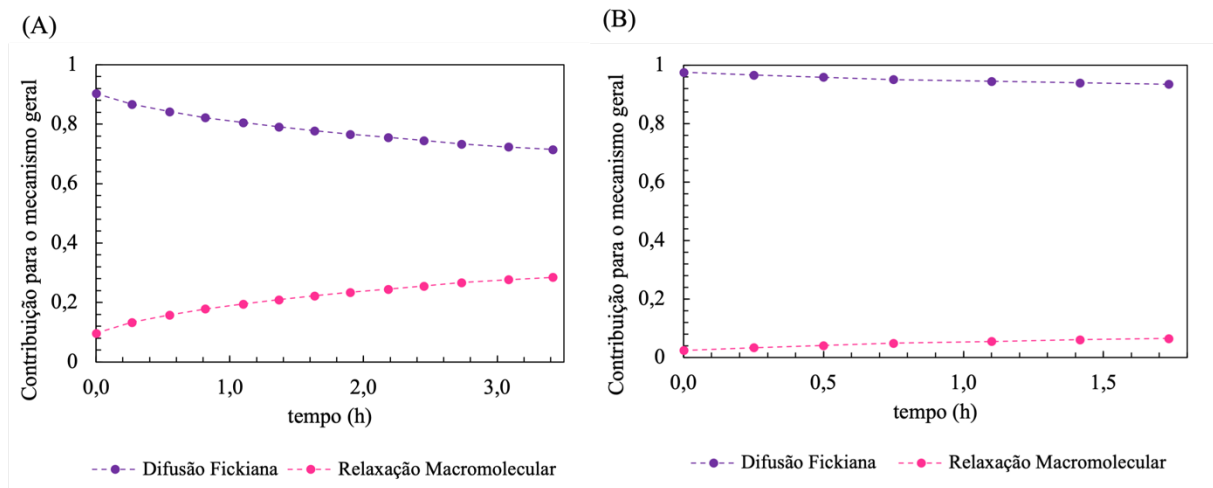 (A)
Contribuição para o mecanismo geral
1
0,8
0,6
0,4
0,2
0
0,0
1,0
2,0
3,0
tempo (h)
Difusão Fickiana
Relaxação Macromolecular
(B)
Contribuição para o mecanismo geral
1
0,8
0,6
0,4
0,2
0
0,0
0,5
1,0
1,5
tempo (h)
Difusão Fickiana
Relaxação Macromolecular